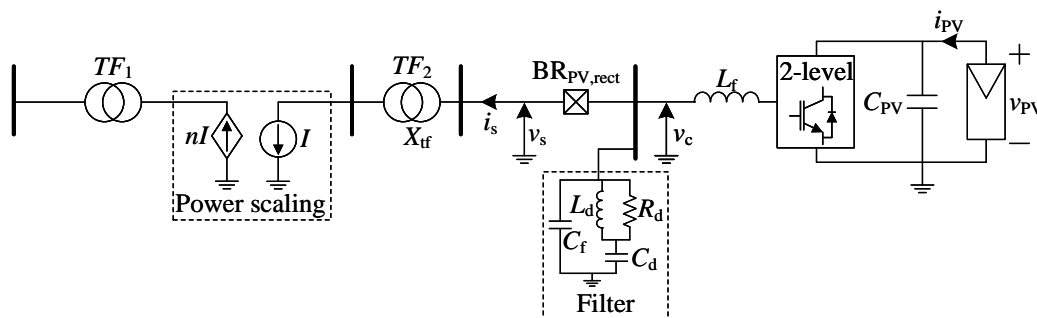 TF1
nI
I
Power scaling
TF2
Xtf
is
vs
BRPV,rect
vc
Lf
2-level
CPV
iPV
+
vPV
−
Cf
Ld
Rd
Cd
Filter